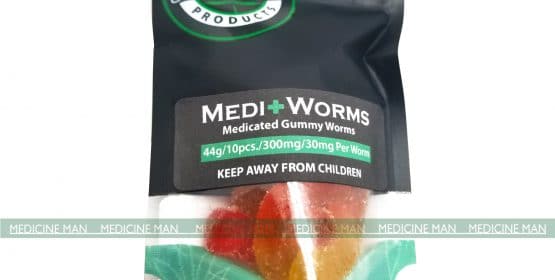 PRODUCTS
MEDI+WORMS
Medicated Gummy Worms
44g/10pcs./300mg/30mg Per Worm
KEEP AWAY FROM CHILDREN
MEDICINE MAN MEDICINE MAN MEDICINE MAN MEDICINE MAN MEDICINE MAN MEDICINE MAN